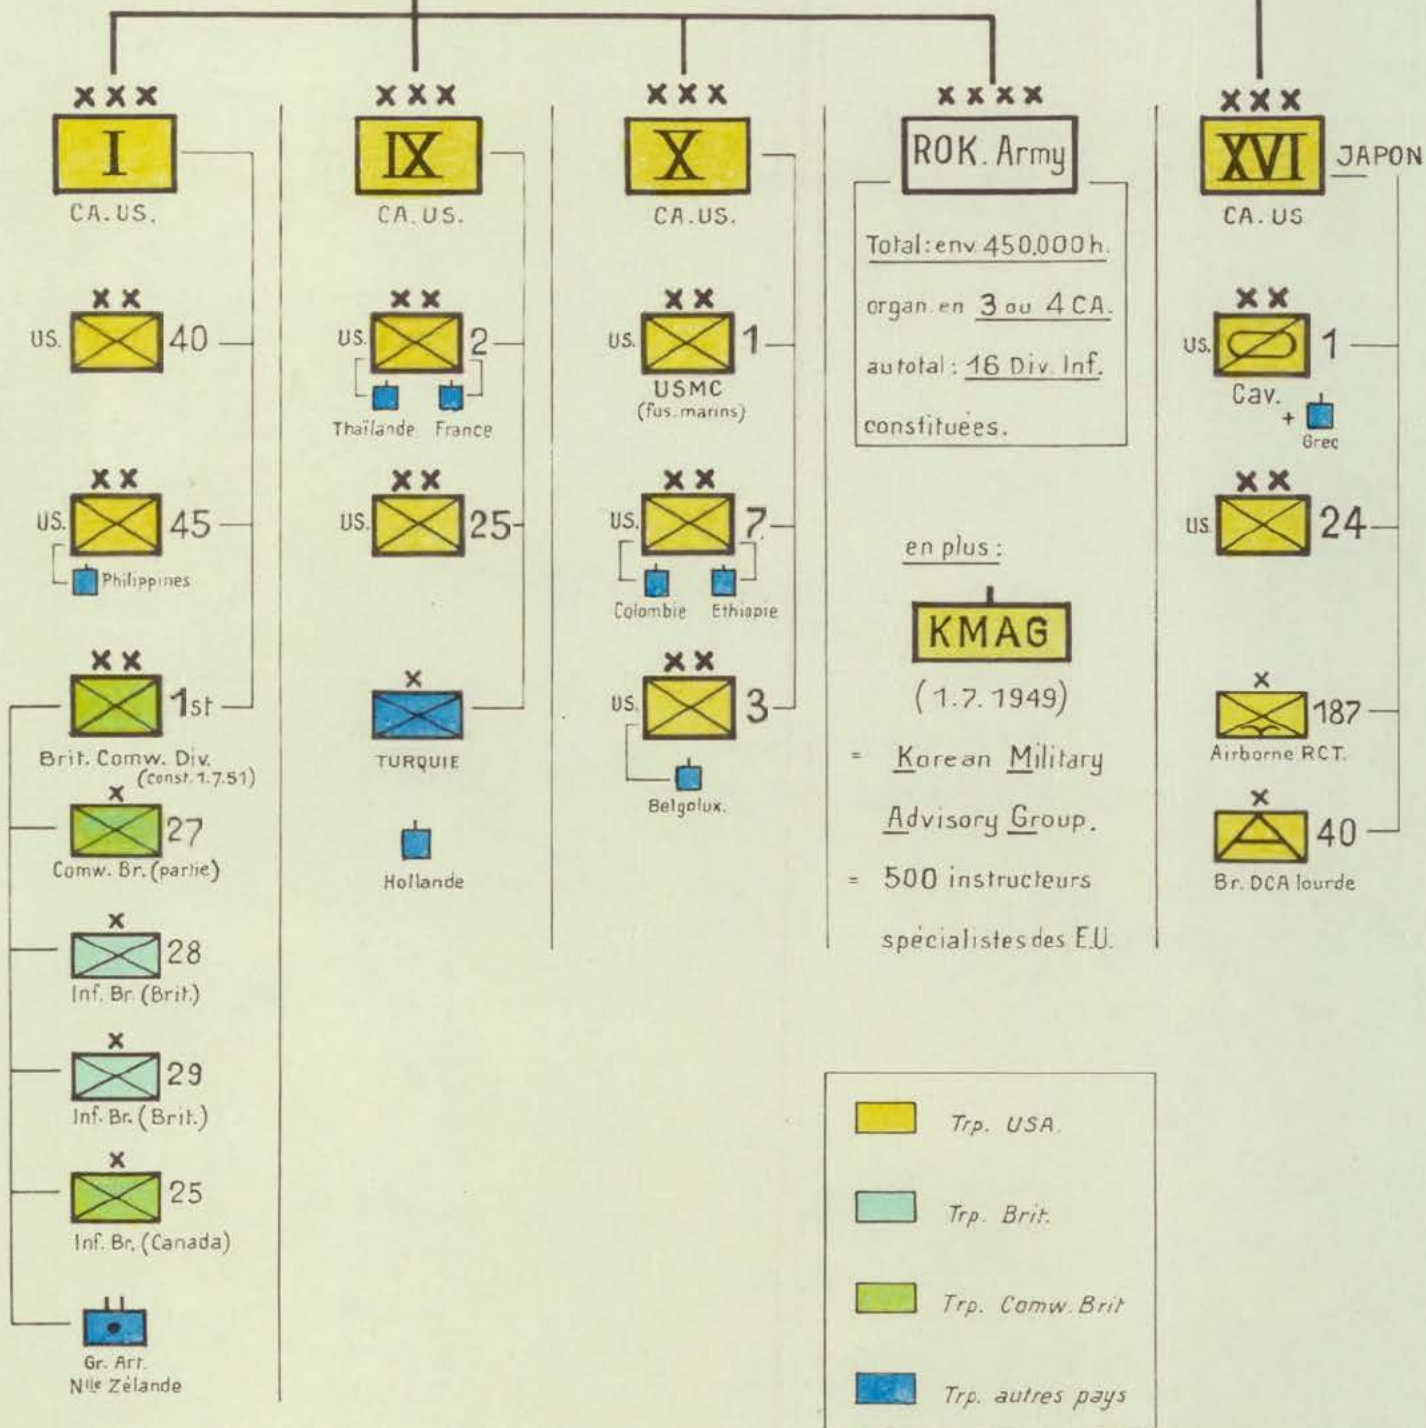 XXX
I
CA.US.
XX
US. 40
XX
US. 45
Philippines
XX
1st
Brit. Comw. Div.
(const. 1.7.51)
X
27
Comw. Br. (partie)
X
28
Inf. Br. (Brit.)
X
29
Inf. Br. (Brit.)
X
25
Inf. Br. (Canada)
Gr. Art.
Nlle Zélande
XXX
IX
CA.US.
XX
US. 2
Thaïlande France
XX
US. 25
X
TURQUIE
Hollande
XXX
X
CA.US.
XX
US. 1
USMC
(fus. marins)
XX
US. 7
Colombie Ethiopie
XX
US. 3
Belgolux.
XXXX
ROK. Army
Total: env 450.000 h.
organ. en 3 ou 4 CA.
au total: 16 Div. Inf.
constituées.
en plus:
KMAG
(1.7.1949)
= Korean Military
Advisory Group.
= 500 instructeurs
spécialistes des E.U.
XXX
XVI JAPON
CA.US
XX
US. 1
Cav.
+
Grec
XX
US. 24
X
187
Airborne RCT.
X
40
Br. DCA lourde
Trp. USA.
Trp. Brit.
Trp. Comw. Brit
Trp. autres pays